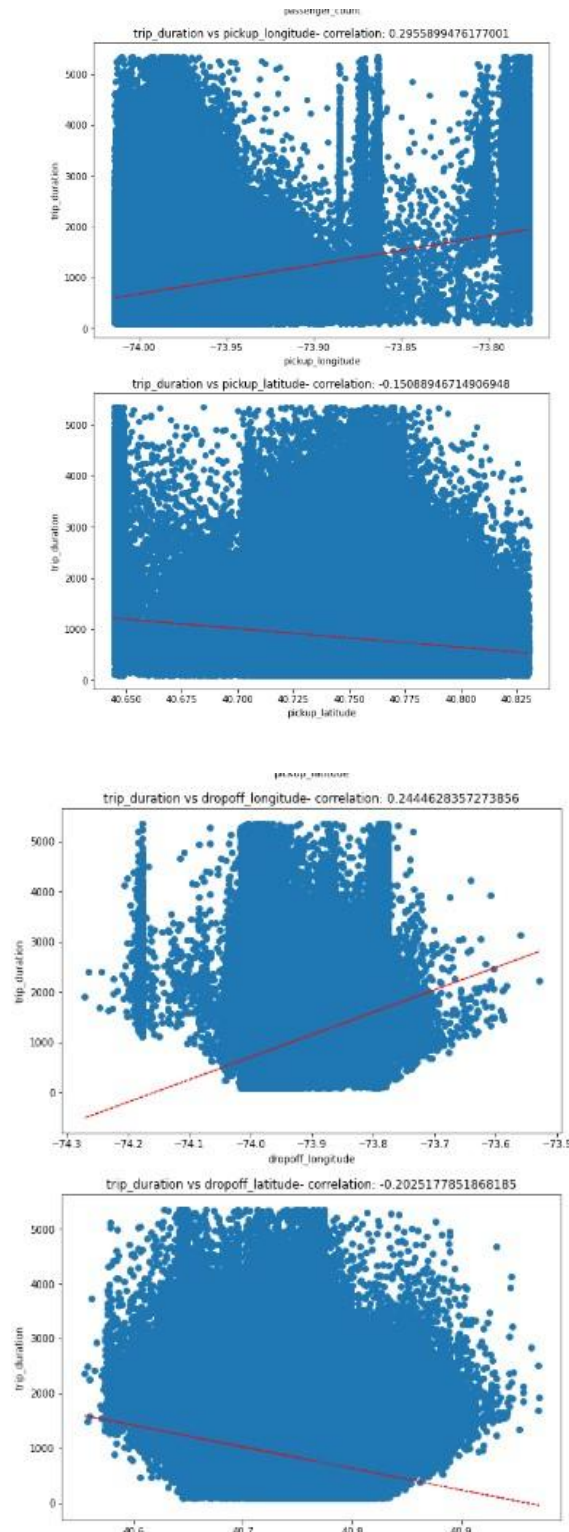 passenger_count
trip_duration vs pickup_longitude- correlation: 0.2955899476177001
5000
4000
3000
2000
1000
0
trip_duration
−74.00 −73.95 −73.90 −73.85 −73.80
pickup_longitude
trip_duration vs pickup_latitude- correlation: -0.15088946714906948
5000
4000
3000
2000
1000
0
trip_duration
40.650 40.675 40.700 40.725 40.750 40.775 40.800 40.825
pickup_latitude
pickup_latitude
trip_duration vs dropoff_longitude- correlation: 0.2444628357273856
5000
4000
3000
2000
1000
0
trip_duration
−74.3 −74.2 −74.1 −74.0 −73.9 −73.8 −73.7 −73.6 −73.5
dropoff_longitude
trip_duration vs dropoff_latitude- correlation: -0.2025177851868185
5000
4000
3000
2000
1000
0
trip_duration
40.6 40.7 40.8 40.9